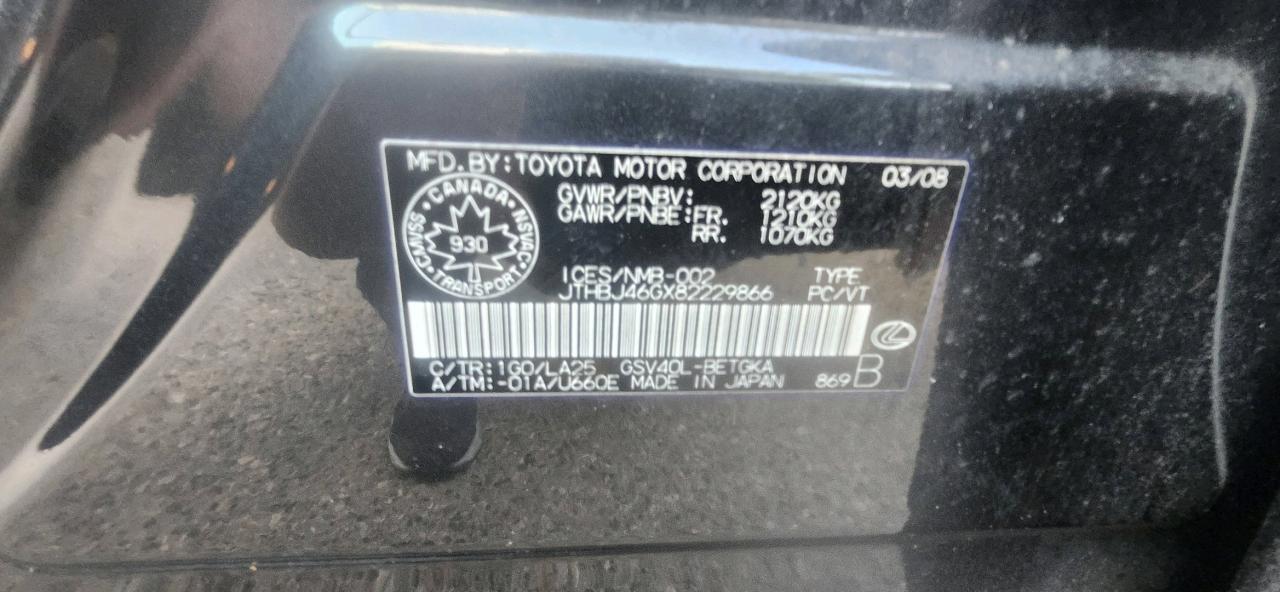 MFD.BY:TOYOTA MOTOR CORPORATION 03/08
GVWR/PNBV: 2120KG
GAWR/PNBE:FR. 1210KG
RR. 1070KG
CANADA
NSVAC
930
CMVSS
TRANSPORT
ICES/NMB-002 TYPE
JTHBJ46GX82229866 PC/VT
C/TR:1G0/LA25 GSV40L-BETGKA
A/TM:-01A/U660E MADE IN JAPAN 869 B